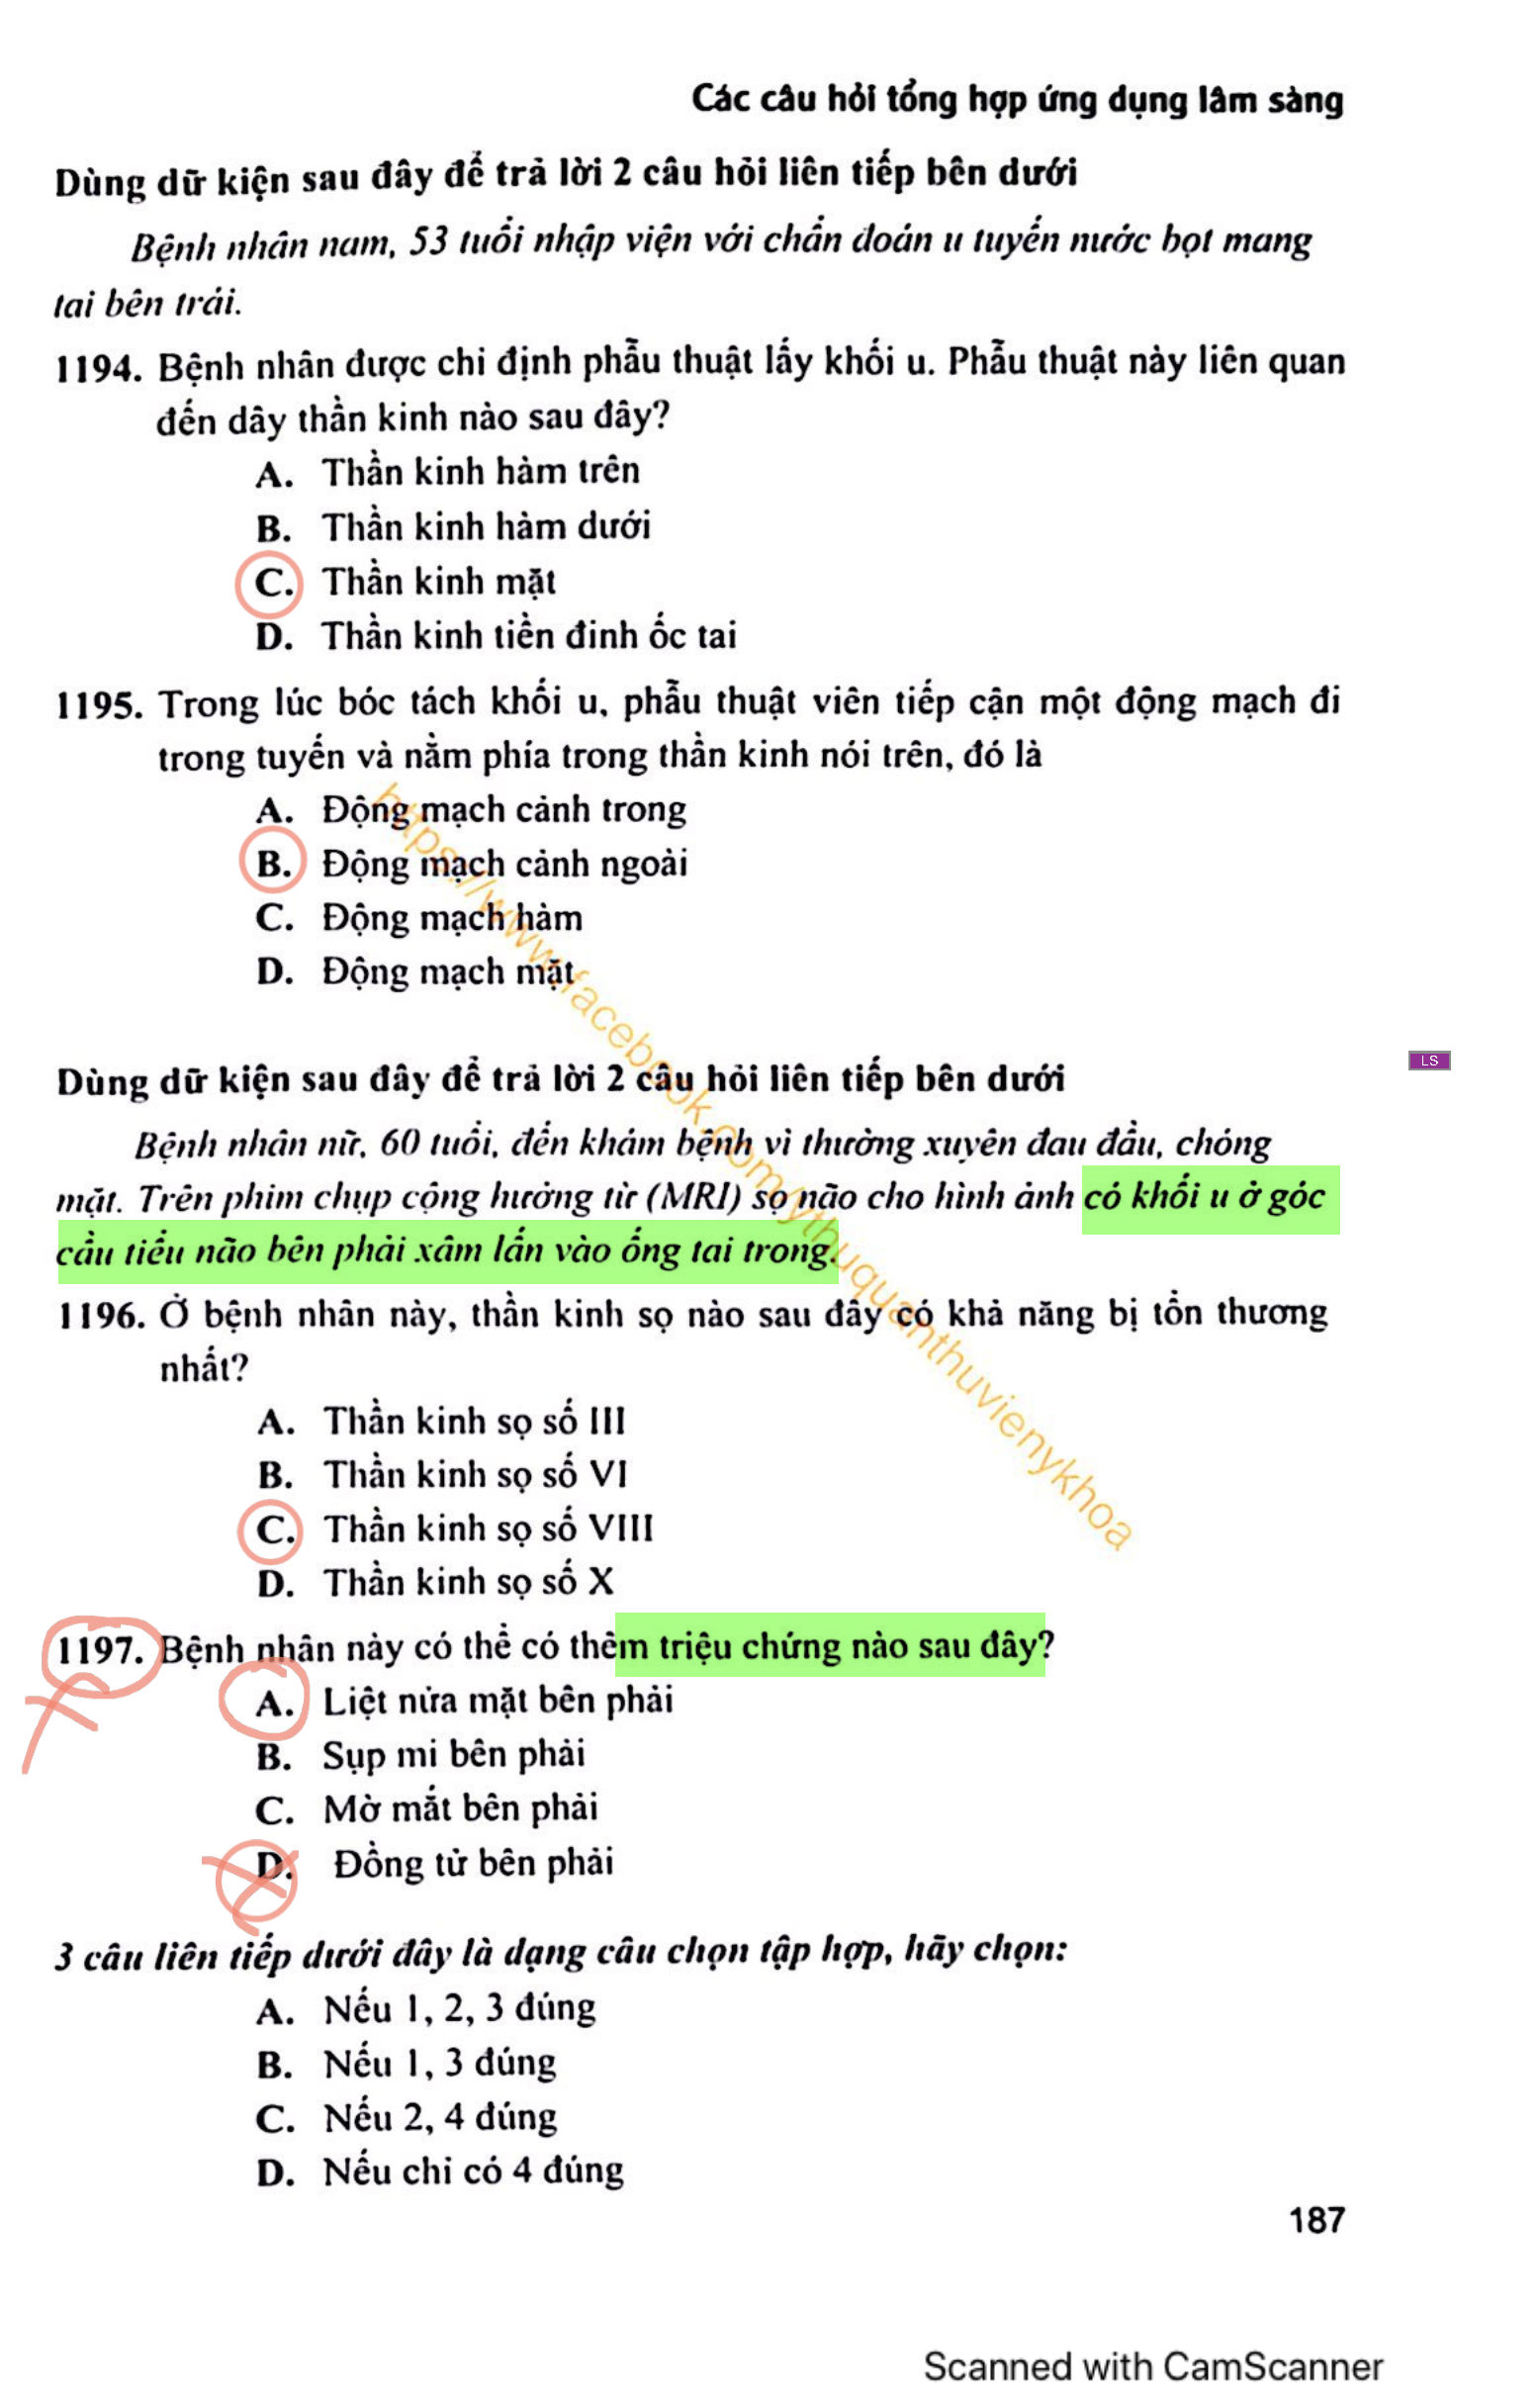 Các câu hỏi tổng hợp ứng dụng lâm sàng
Dùng dữ kiện sau đây để trả lời 2 câu hỏi liên tiếp bên dưới
Bệnh nhân nam, 53 tuổi nhập viện với chẩn đoán u tuyến nước bọt mang
tai bên trái.
1194. Bệnh nhân được chỉ định phẫu thuật lấy khối u. Phẫu thuật này liên quan
đến dây thần kinh nào sau đây?
A. Thần kinh hàm trên
B. Thần kinh hàm dưới
C. Thần kinh mặt
D. Thần kinh tiền đình ốc tai
1195. Trong lúc bóc tách khối u, phẫu thuật viên tiếp cận một động mạch đi
trong tuyến và nằm phía trong thần kinh nói trên, đó là
A. Động mạch cảnh trong
B. Động mạch cảnh ngoài
C. Động mạch hàm
D. Động mạch mặt
Dùng dữ kiện sau đây để trả lời 2 câu hỏi liên tiếp bên dưới
LS
Bệnh nhân nữ, 60 tuổi, đến khám bệnh vì thường xuyên đau đầu, chóng
mặt. Trên phim chụp cộng hưởng từ (MRI) sọ não cho hình ảnh có khối u ở góc
cầu tiểu não bên phải xâm lấn vào ống tai trong.
1196. Ở bệnh nhân này, thần kinh sọ nào sau đây có khả năng bị tổn thương
nhất?
A. Thần kinh sọ số III
B. Thần kinh sọ số VI
C. Thần kinh sọ số VIII
D. Thần kinh sọ số X
1197. Bệnh nhân này có thể có thêm triệu chứng nào sau đây?
A. Liệt nửa mặt bên phải
B. Sụp mi bên phải
C. Mờ mắt bên phải
D. Đồng tử bên phải
3 câu liên tiếp dưới đây là dạng câu chọn tập hợp, hãy chọn:
A. Nếu 1, 2, 3 đúng
B. Nếu 1, 3 đúng
C. Nếu 2, 4 đúng
D. Nếu chỉ có 4 đúng
187
https://www.facebook.com/ythuquanthuvienykhoa
Scanned with CamScanner